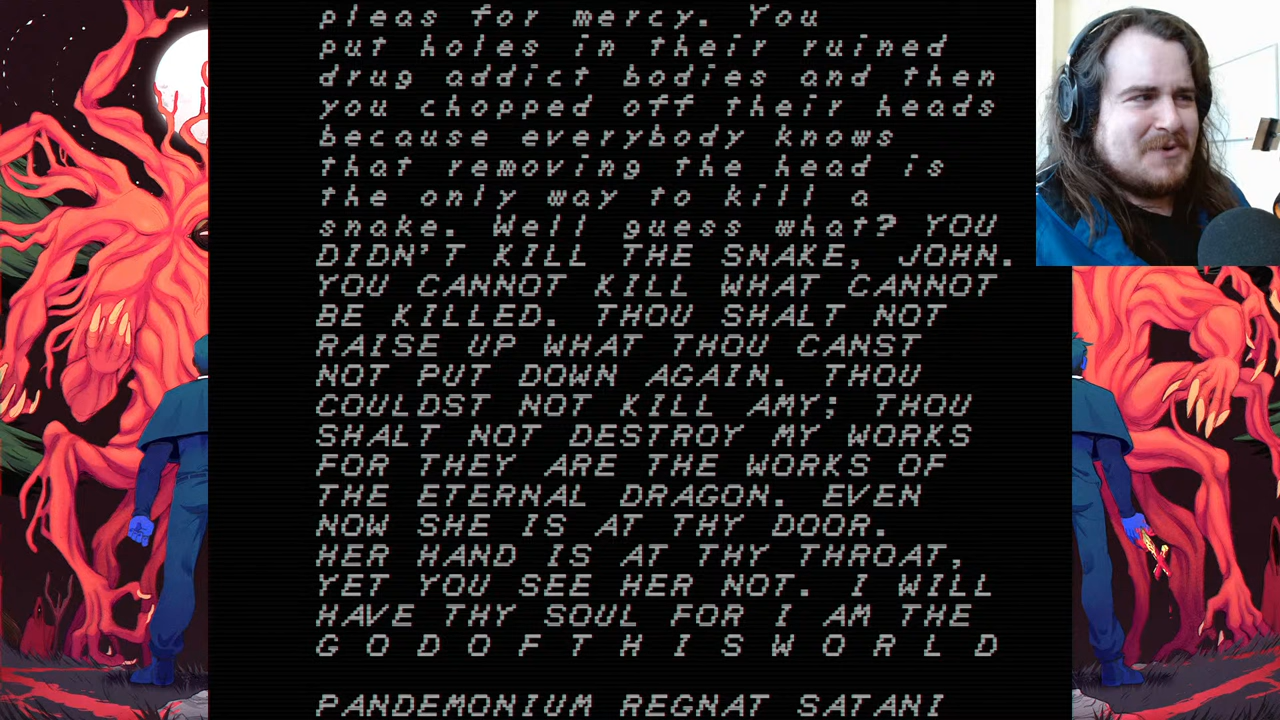 pleas for mercy. You
put holes in their ruined
drug addict bodies and then
you chopped off their heads
because everybody knows
that removing the head is
the only way to kill a
snake. Well guess what? YOU
DIDN'T KILL THE SNAKE, JOHN.
YOU CANNOT KILL WHAT CANNOT
BE KILLED. THOU SHALT NOT
RAISE UP WHAT THOU CANST
NOT PUT DOWN AGAIN. THOU
COULDST NOT KILL AMY; THOU
SHALT NOT DESTROY MY WORKS
FOR THEY ARE THE WORKS OF
THE ETERNAL DRAGON. EVEN
NOW SHE IS AT THY DOOR.
HER HAND IS AT THY THROAT,
YET YOU SEE HER NOT. I WILL
HAVE THY SOUL FOR I AM THE
G O D O F T H I S W O R L D
PANDEMONIUM REGNAT SATANI